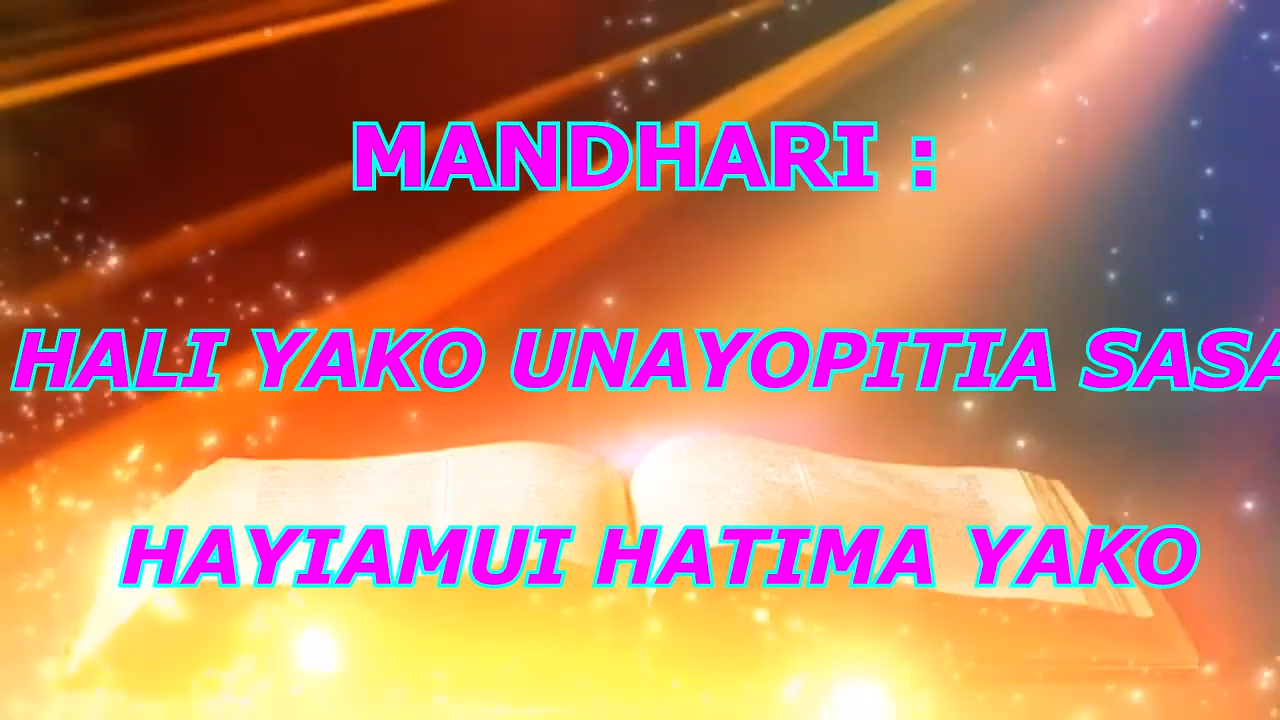 MANDHARI :
HALI YAKO UNAYOPITIA SASA
HAYIAMUI HATIMA YAKO